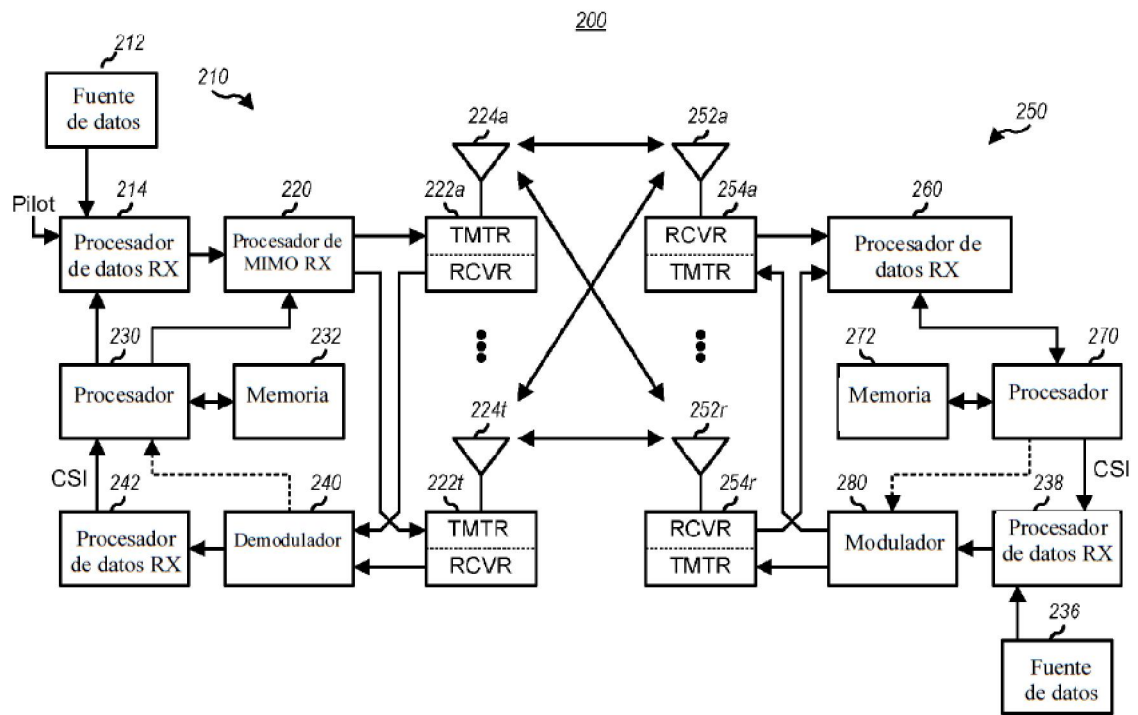 200
212
Fuente
de datos
210
224a
252a
250
Pilot
214
Procesador
de datos RX
220
Procesador de
MIMO RX
222a
TMTR
RCVR
254a
RCVR
TMTR
260
Procesador de
datos RX
230
Procesador
232
Memoria
272
Memoria
270
Procesador
224t
252r
CSI
242
Procesador
de datos RX
240
Demodulador
222t
TMTR
RCVR
254r
RCVR
TMTR
280
Modulador
238
Procesador
de datos RX
CSI
236
Fuente
de datos